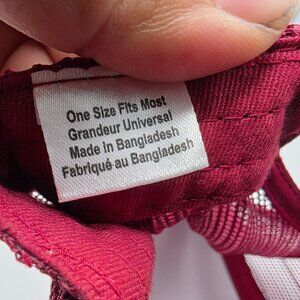 One Size Fits Most
Grandeur Universal
Made in Bangladesh
Fabriqué au Bangladesh